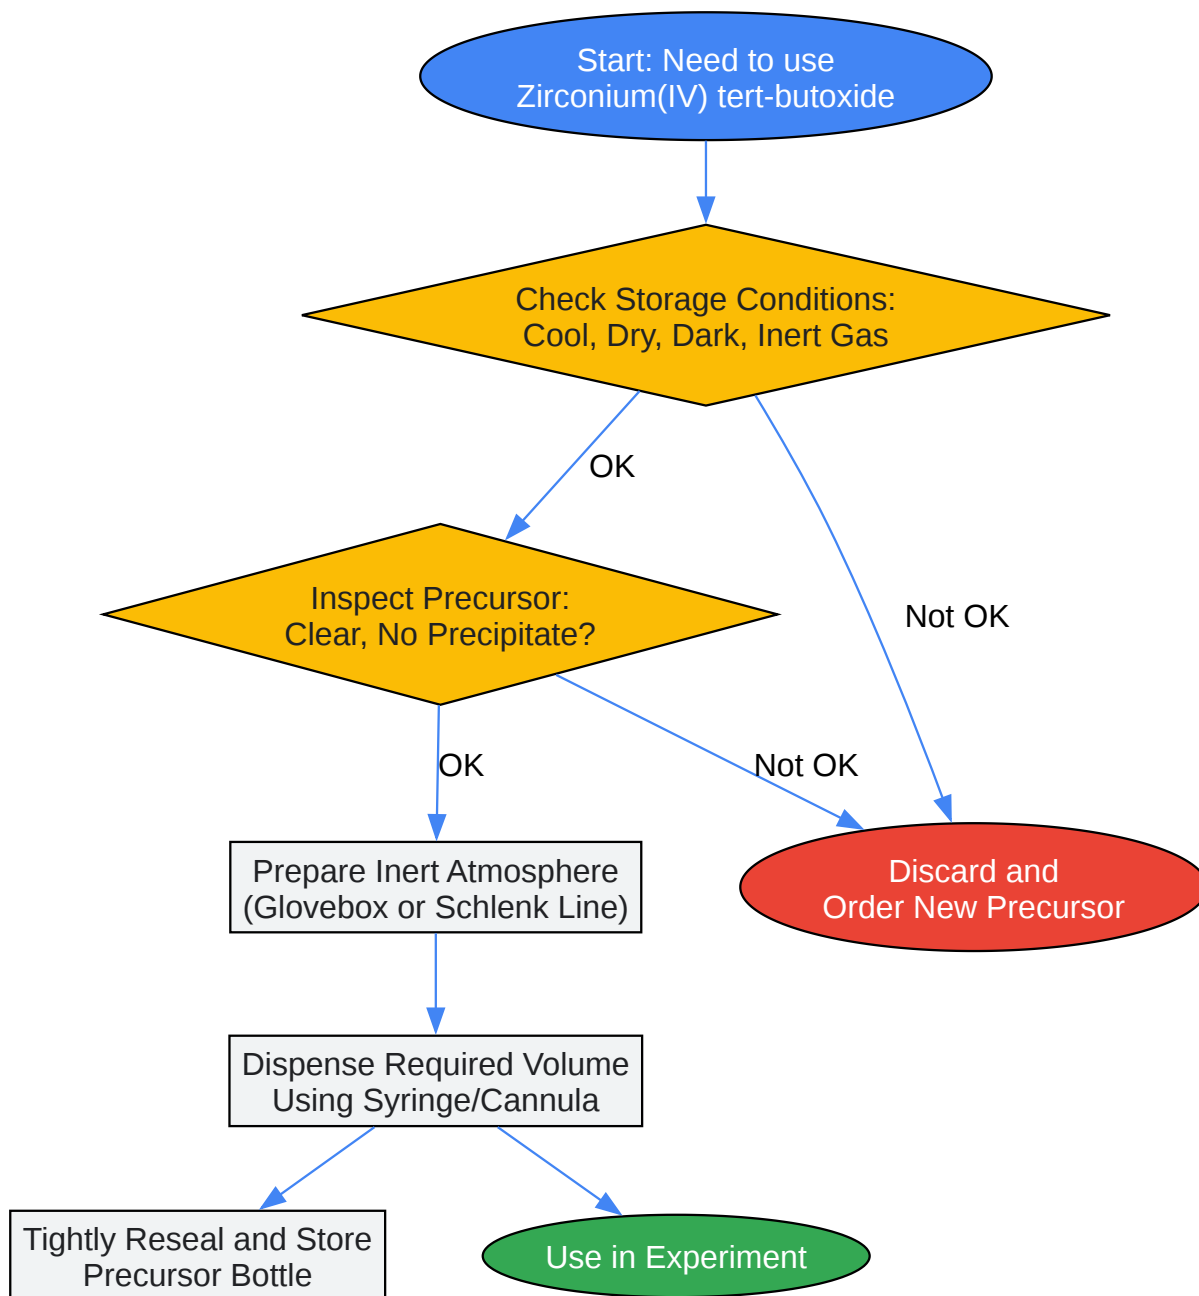 Start: Need to use
Zirconium(IV) tert-butoxide
Check Storage Conditions:
Cool, Dry, Dark, Inert Gas
OK
Not OK
Inspect Precursor:
Clear, No Precipitate?
OK
Not OK
Prepare Inert Atmosphere
(Glovebox or Schlenk Line)
Discard and
Order New Precursor
Dispense Required Volume
Using Syringe/Cannula
Tightly Reseal and Store
Precursor Bottle
Use in Experiment